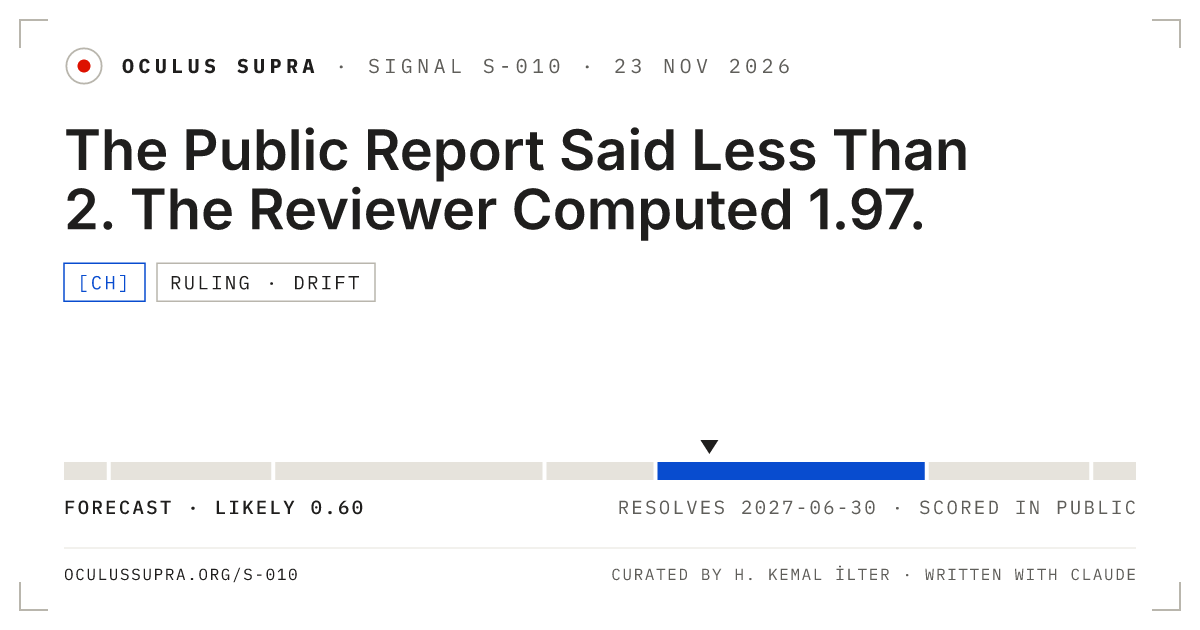 OCULUS SUPRA · SIGNAL S-010 · 23 NOV 2026
The Public Report Said Less Than
2. The Reviewer Computed 1.97.
[CH] RULING · DRIFT
FORECAST · LIKELY 0.60 RESOLVES 2027-06-30 · SCORED IN PUBLIC
OCULUSSUPRA.ORG/S-010 CURATED BY H. KEMAL İLTER · WRITTEN WITH CLAUDE